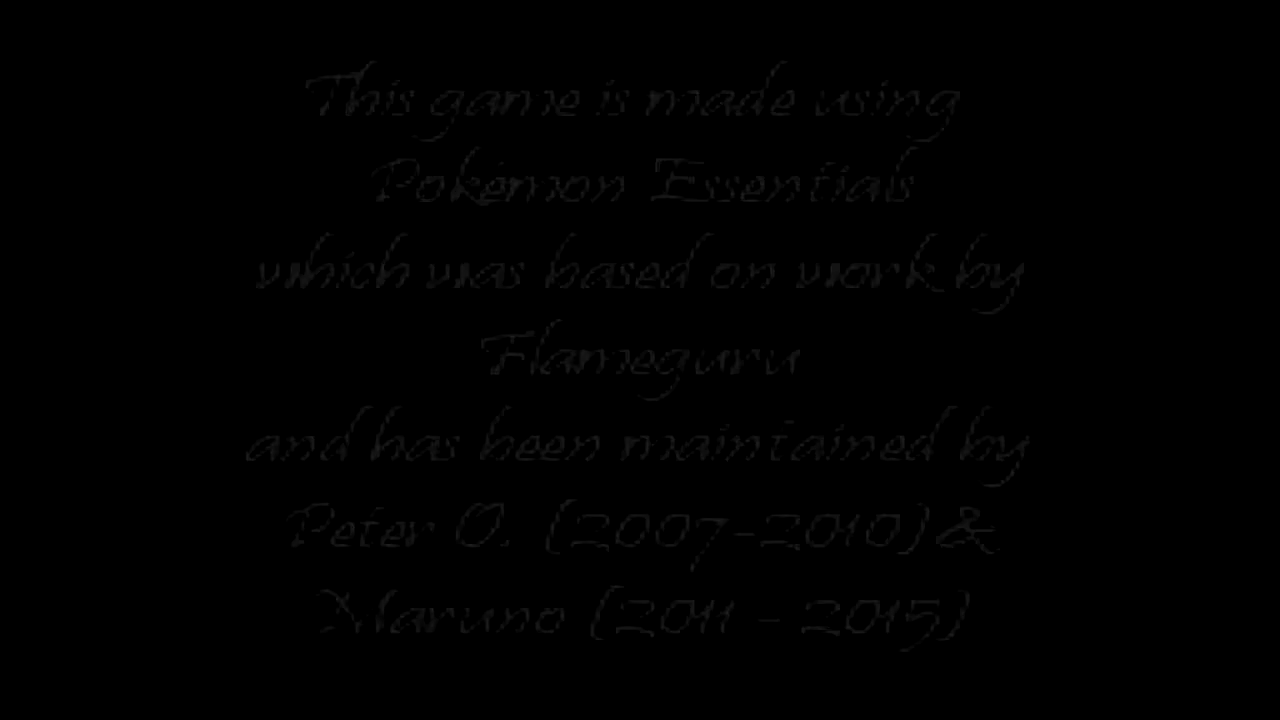 This game is made using
Pokémon Essentials
which was based on work by
Flameguru
and has been maintained by
Peter O. (2007-2010) &
Maruno (2011 - 2015)